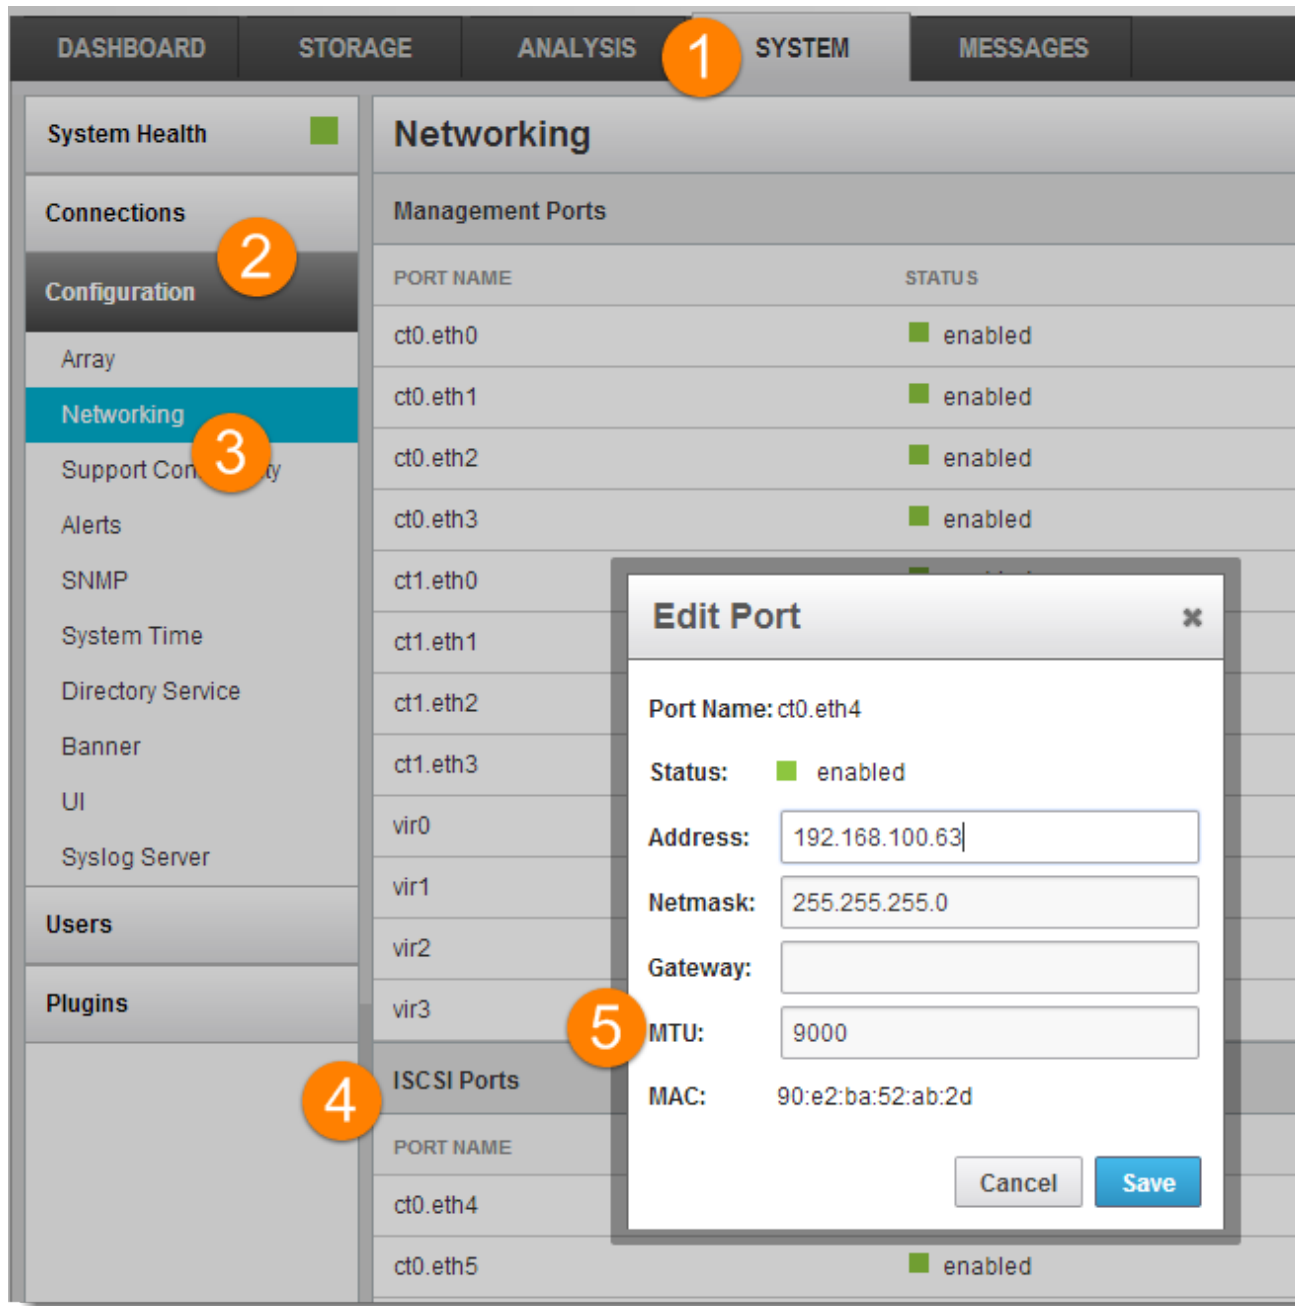 DASHBOARD STORAGE ANALYSIS 1 SYSTEM MESSAGES
System Health
Connections
2
Configuration
Array
Networking
3
Support
Alerts
SNMP
System Time
Directory Service
Banner
UI
Syslog Server
Users
Plugins
Networking
Management Ports
PORT NAME STATUS
ct0.eth0 enabled
ct0.eth1 enabled
ct0.eth2 enabled
ct0.eth3 enabled
ct1.eth0
ct1.eth1
ct1.eth2
ct1.eth3
vir0
vir1
vir2
vir3
4
ISCSI Ports
PORT NAME
ct0.eth4
ct0.eth5 enabled
Edit Port
Port Name: ct0.eth4
Status: enabled
Address: 192.168.100.63
Netmask: 255.255.255.0
Gateway:
5
MTU: 9000
MAC: 90:e2:ba:52:ab:2d
Cancel Save